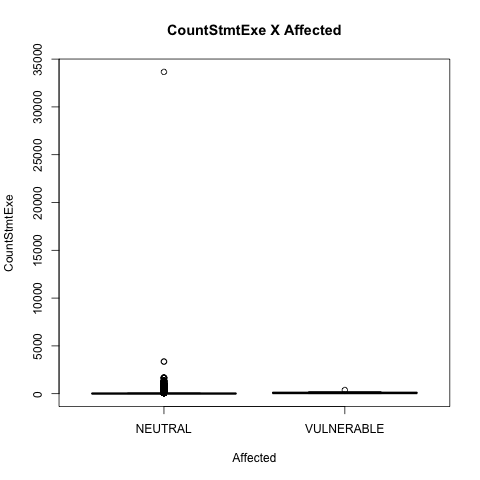 CountStmtExe X Affected
35000
30000
25000
20000
15000
10000
5000
0
CountStmtExe
NEUTRAL
VULNERABLE
Affected